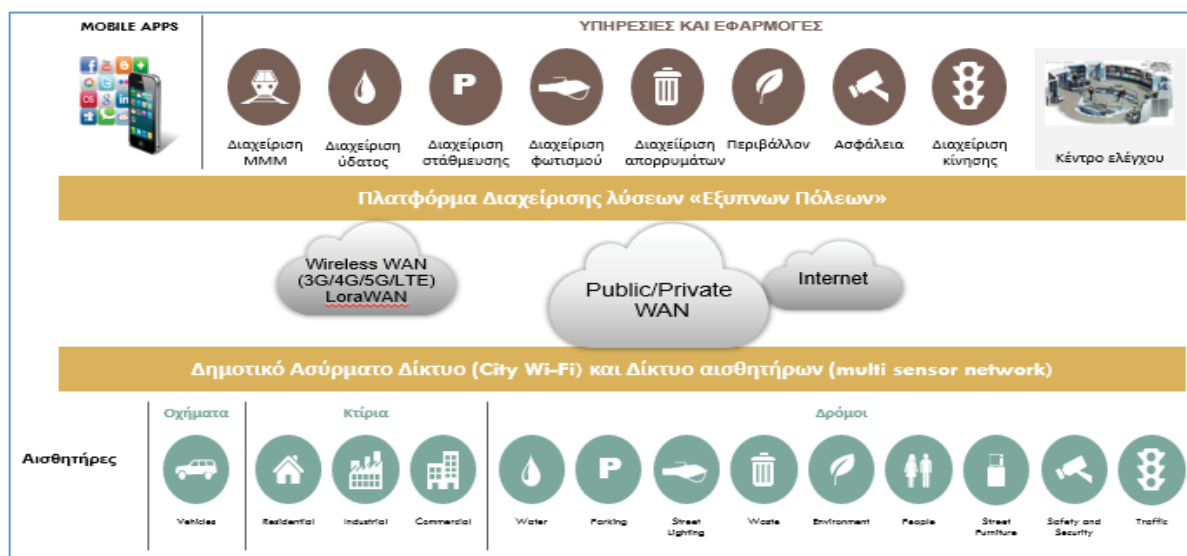 MOBILE APPS
ΥΠΗΡΕΣΙΕΣ ΚΑΙ ΕΦΑΡΜΟΓΕΣ
P
Διαχείριση
ΜΜΜ
Διαχείριση
ύδατος
Διαχείριση
στάθμευσης
Διαχείριση
φωτισμού
Διαχείίριση
απορρυμάτων
Περιβάλλον
Ασφάλεια
Διαχείριση
κίνησης
Κέντρο ελέγχου
Πλατφόρμα Διαχείρισης λύσεων «Εξυπνων Πόλεων»
Wireless WAN
(3G/4G/5G/LTE)
LoraWAN
Public/Private
WAN
Internet
Δημοτικό Ασύρματο Δίκτυο (City Wi-Fi) και Δίκτυο αισθητήρων (multi sensor network)
Αισθητήρες
Οχήματα
Vehicles
Κτίρια
Residential
Industrial
Commercial
Δρόμοι
P
Water
Parking
Street
Lighting
Waste
Environment
People
Street
Furniture
Safety and
Security
Traffic